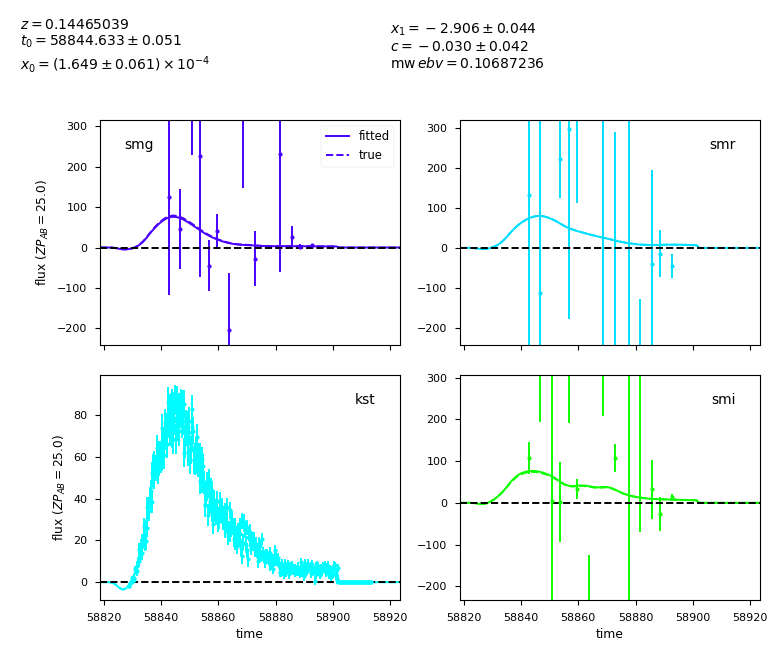 z = 0.14465039
t₀ = 58844.633 ± 0.051
x₀ = (1.649 ± 0.061) × 10⁻⁴
x₁ = −2.906 ± 0.044
c = −0.030 ± 0.042
mw ebv = 0.10687236
smg
fitted
true
300
200
100
0
−100
−200
flux (ZP_AB = 25.0)
smr
300
200
100
0
−100
−200
kst
80
60
40
20
0
flux (ZP_AB = 25.0)
58820 58840 58860 58880 58900 58920
time
smi
300
200
100
0
−100
−200
58820 58840 58860 58880 58900 58920
time